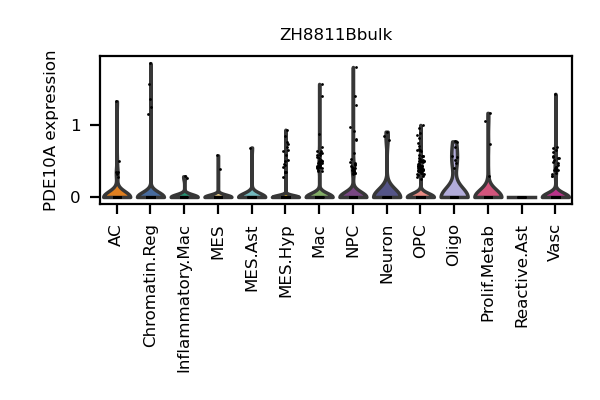 ZH8811Bbulk
PDE10A expression
1
0
AC
Chromatin.Reg
Inflammatory.Mac
MES
MES.Ast
MES.Hyp
Mac
NPC
Neuron
OPC
Oligo
Prolif.Metab
Reactive.Ast
Vasc